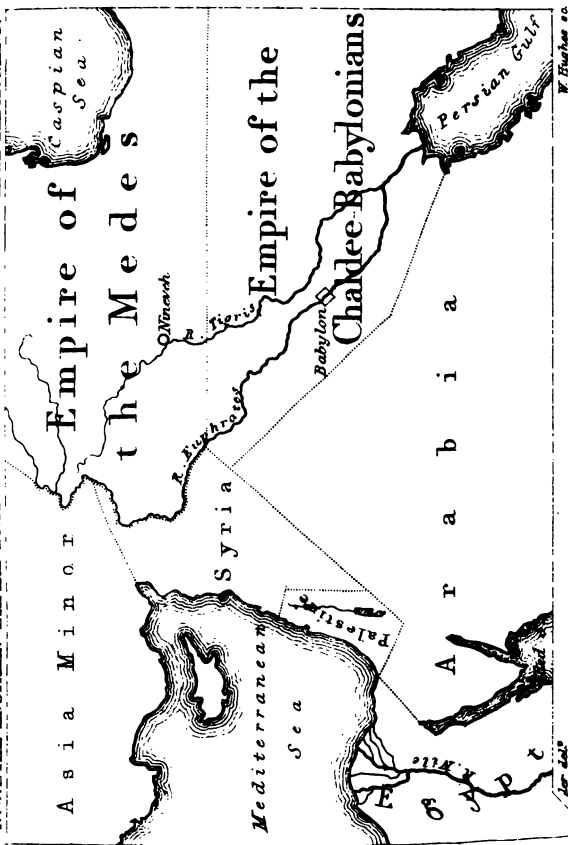 Caspian
Sea.
Empire of
the Medes
Asia Minor
Nineveh
R. Tigris
Empire of the
Chaldee-Babylonians
Babylon
R. Euphrates
Syria
Persian Gulf
Mediterranean
Sea
Palestine
Arabia
R. Nile
Egypt
W. Hughes sc.